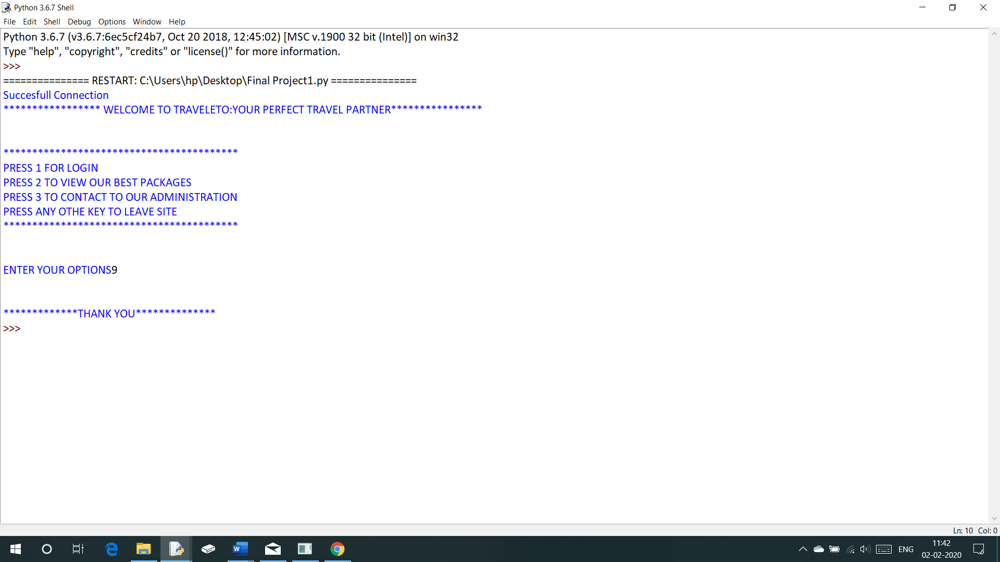 Python 3.6.7 Shell
File Edit Shell Debug Options Window Help
Python 3.6.7 (v3.6.7:6ec5cf24b7, Oct 20 2018, 12:45:02) [MSC v.1900 32 bit (Intel)] on win32
Type "help", "copyright", "credits" or "license()" for more information.
>>>
=============== RESTART: C:\Users\hp\Desktop\Final Project1.py ===============
Succesfull Connection
***************** WELCOME TO TRAVELETO:YOUR PERFECT TRAVEL PARTNER****************
*****************************************
PRESS 1 FOR LOGIN
PRESS 2 TO VIEW OUR BEST PACKAGES
PRESS 3 TO CONTACT TO OUR ADMINISTRATION
PRESS ANY OTHE KEY TO LEAVE SITE
*****************************************
ENTER YOUR OPTIONS9
*************THANK YOU**************
>>>
Ln: 10 Col: 0
ENG
11:42
02-02-2020